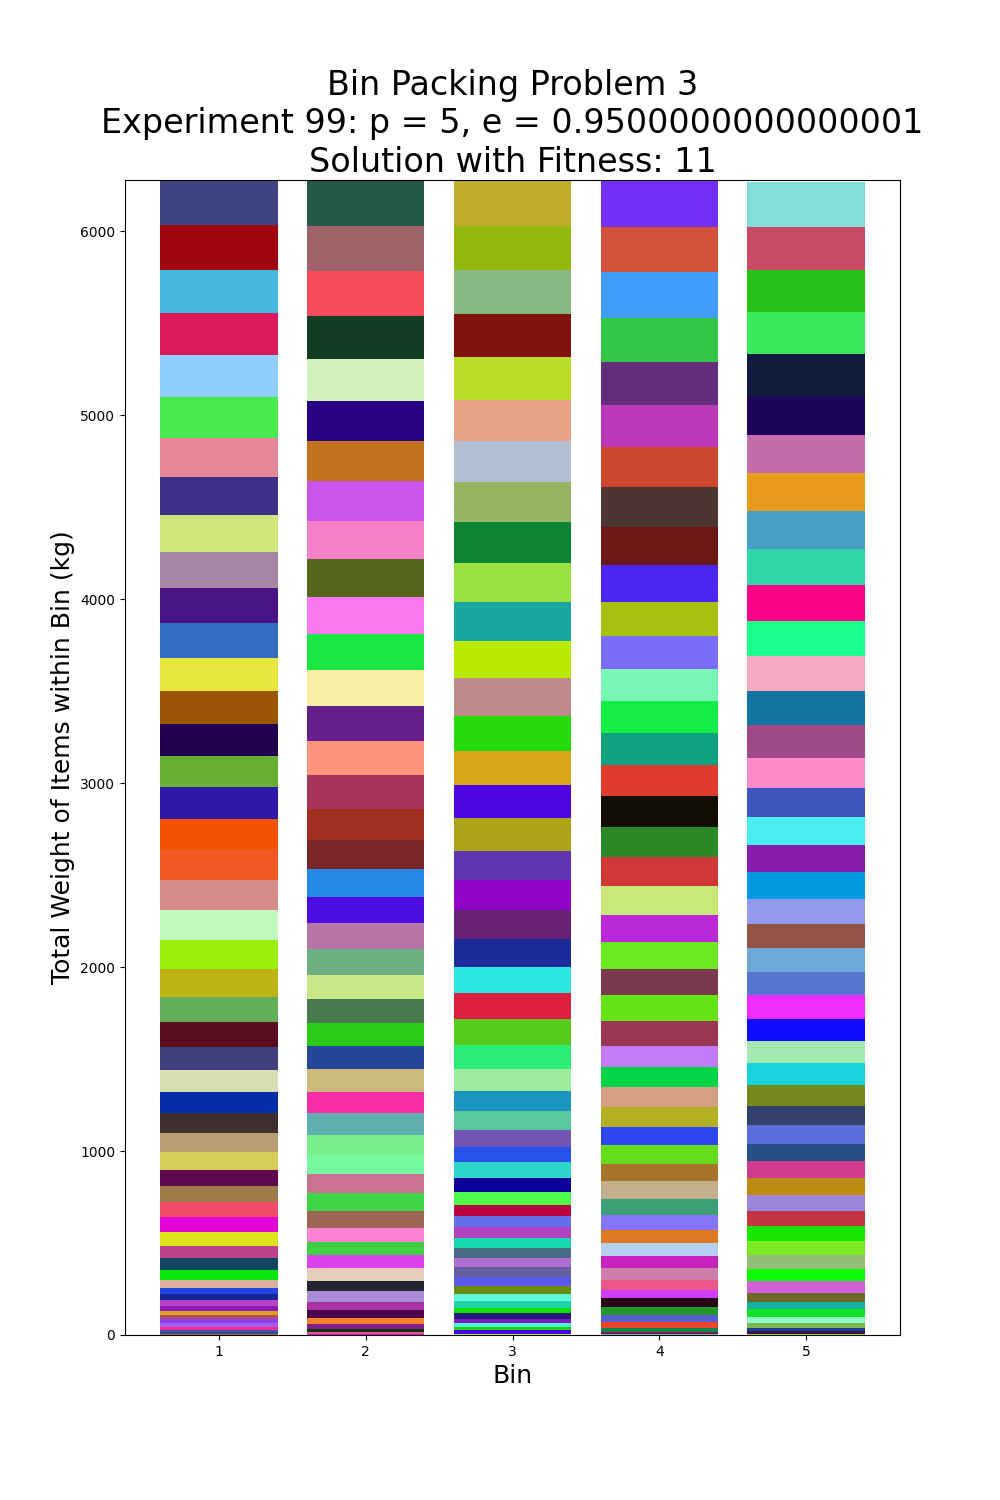 Bin Packing Problem 3
Experiment 99: p = 5, e = 0.9500000000000001
Solution with Fitness: 11
6000
5000
4000
3000
2000
1000
0
Total Weight of Items within Bin (kg)
1 2 3 4 5
Bin